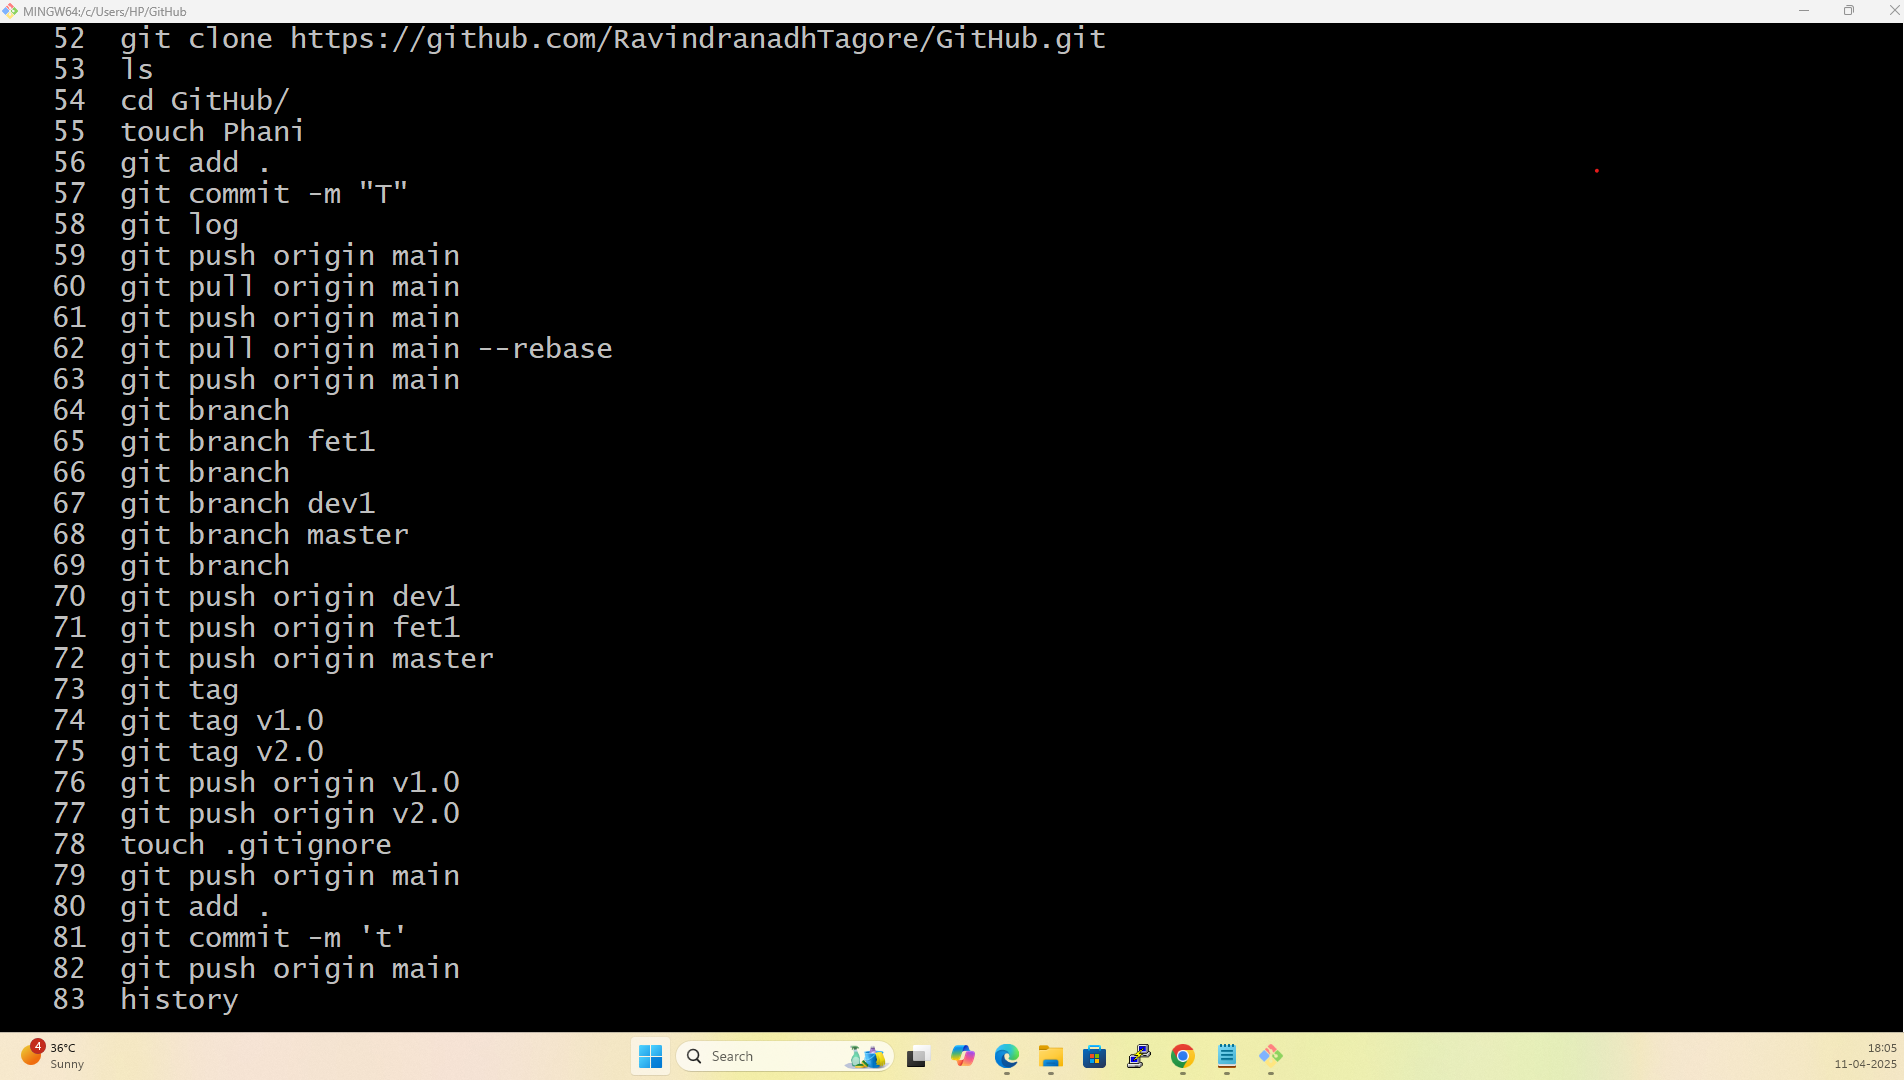 MINGW64:/c/Users/HP/GitHub
52 git clone https://github.com/RavindranadhTagore/GitHub.git
53 ls
54 cd GitHub/
55 touch Phani
56 git add .
57 git commit -m "T"
58 git log
59 git push origin main
60 git pull origin main
61 git push origin main
62 git pull origin main --rebase
63 git push origin main
64 git branch
65 git branch fet1
66 git branch
67 git branch dev1
68 git branch master
69 git branch
70 git push origin dev1
71 git push origin fet1
72 git push origin master
73 git tag
74 git tag v1.0
75 git tag v2.0
76 git push origin v1.0
77 git push origin v2.0
78 touch .gitignore
79 git push origin main
80 git add .
81 git commit -m 't'
82 git push origin main
83 history
4
36°C
Sunny
Search
18:05
11-04-2025